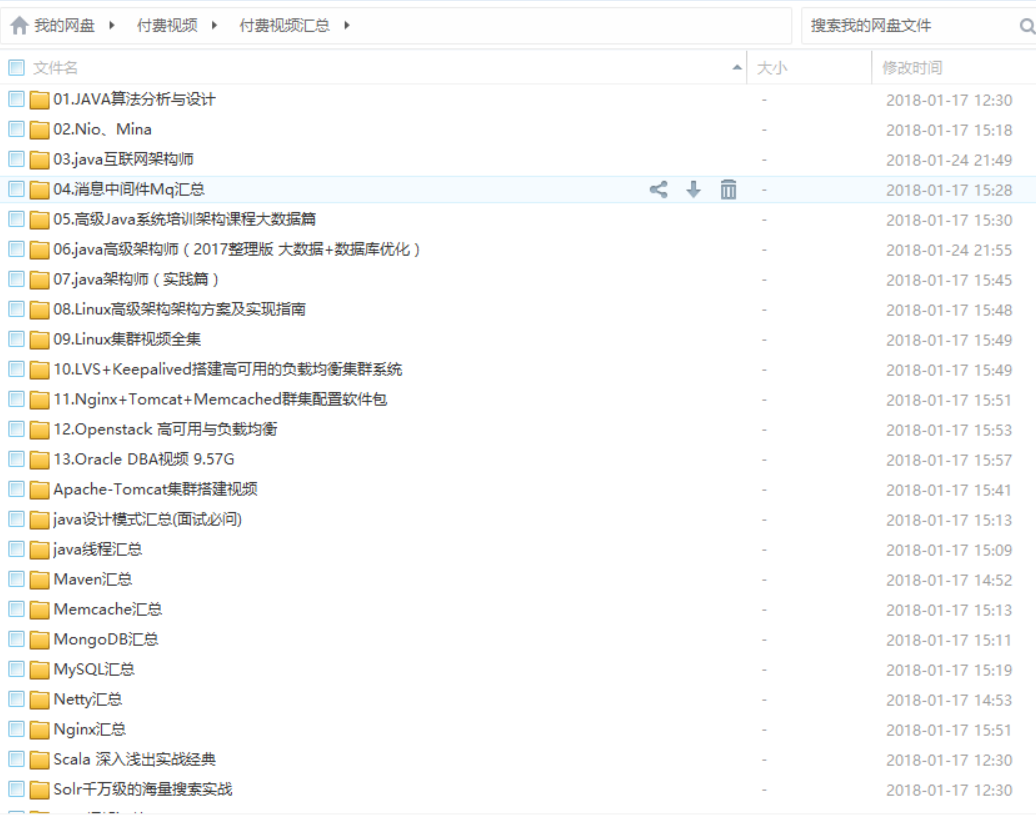 我的网盘 付费视频 付费视频汇总 搜索我的网盘文件
文件名 大小 修改时间
01.JAVA算法分析与设计 - 2018-01-17 12:30
02.Nio、Mina - 2018-01-17 15:18
03.java互联网架构师 - 2018-01-24 21:49
04.消息中间件Mq汇总 - 2018-01-17 15:28
05.高级Java系统培训架构课程大数据篇 - 2018-01-17 15:30
06.java高级架构师（2017整理版 大数据+数据库优化） - 2018-01-24 21:55
07.java架构师（实践篇） - 2018-01-17 15:45
08.Linux高级架构架构方案及实现指南 - 2018-01-17 15:48
09.Linux集群视频全集 - 2018-01-17 15:49
10.LVS+Keepalived搭建高可用的负载均衡集群系统 - 2018-01-17 15:49
11.Nginx+Tomcat+Memcached群集配置软件包 - 2018-01-17 15:51
12.Openstack 高可用与负载均衡 - 2018-01-17 15:53
13.Oracle DBA视频 9.57G - 2018-01-17 15:57
Apache-Tomcat集群搭建视频 - 2018-01-17 15:41
java设计模式汇总(面试必问) - 2018-01-17 15:13
java线程汇总 - 2018-01-17 15:09
Maven汇总 - 2018-01-17 14:52
Memcache汇总 - 2018-01-17 15:13
MongoDB汇总 - 2018-01-17 15:11
MySQL汇总 - 2018-01-17 15:19
Netty汇总 - 2018-01-17 14:53
Nginx汇总 - 2018-01-17 15:51
Scala 深入浅出实战经典 - 2018-01-17 12:30
Solr千万级的海量搜索实战 - 2018-01-17 12:30